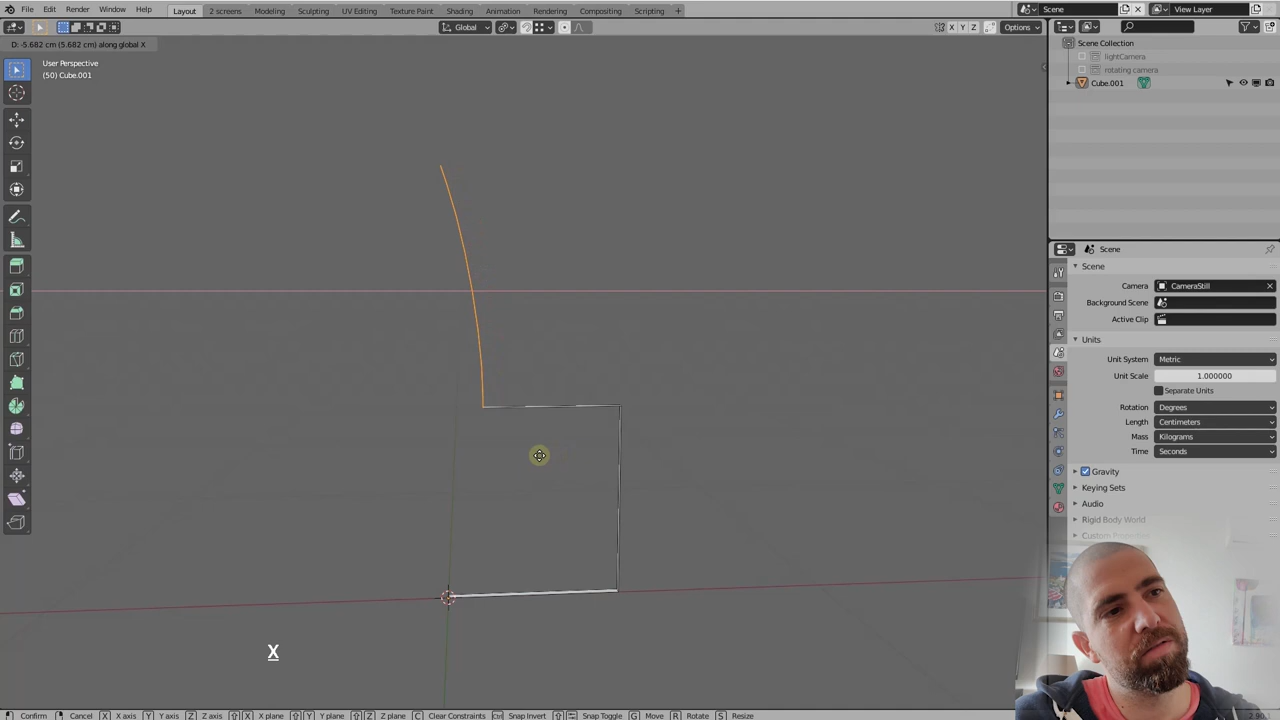 File Edit Render Window Help Layout 2 screens Modeling Sculpting UV Editing Texture Paint Shading Animation Rendering Compositing Scripting + Scene View Layer
Global X Y Z Options
D: -5.682 cm (5.682 cm) along global X
User Perspective
(50) Cube.001
Scene Collection
lightCamera
rotating camera
Cube.001
Scene
Scene
Camera CameraStill
Background Scene
Active Clip
Units
Unit System Metric
Unit Scale 1.000000
Separate Units
Rotation Degrees
Length Centimeters
Mass Kilograms
Time Seconds
Gravity
Keying Sets
Audio
Rigid Body World
X
Confirm Cancel X X axis Y Y axis Z Z axis X X plane Y Y plane Z Z plane C Clear Constraints Snap Invert Snap Toggle G Move R Rotate S Resize